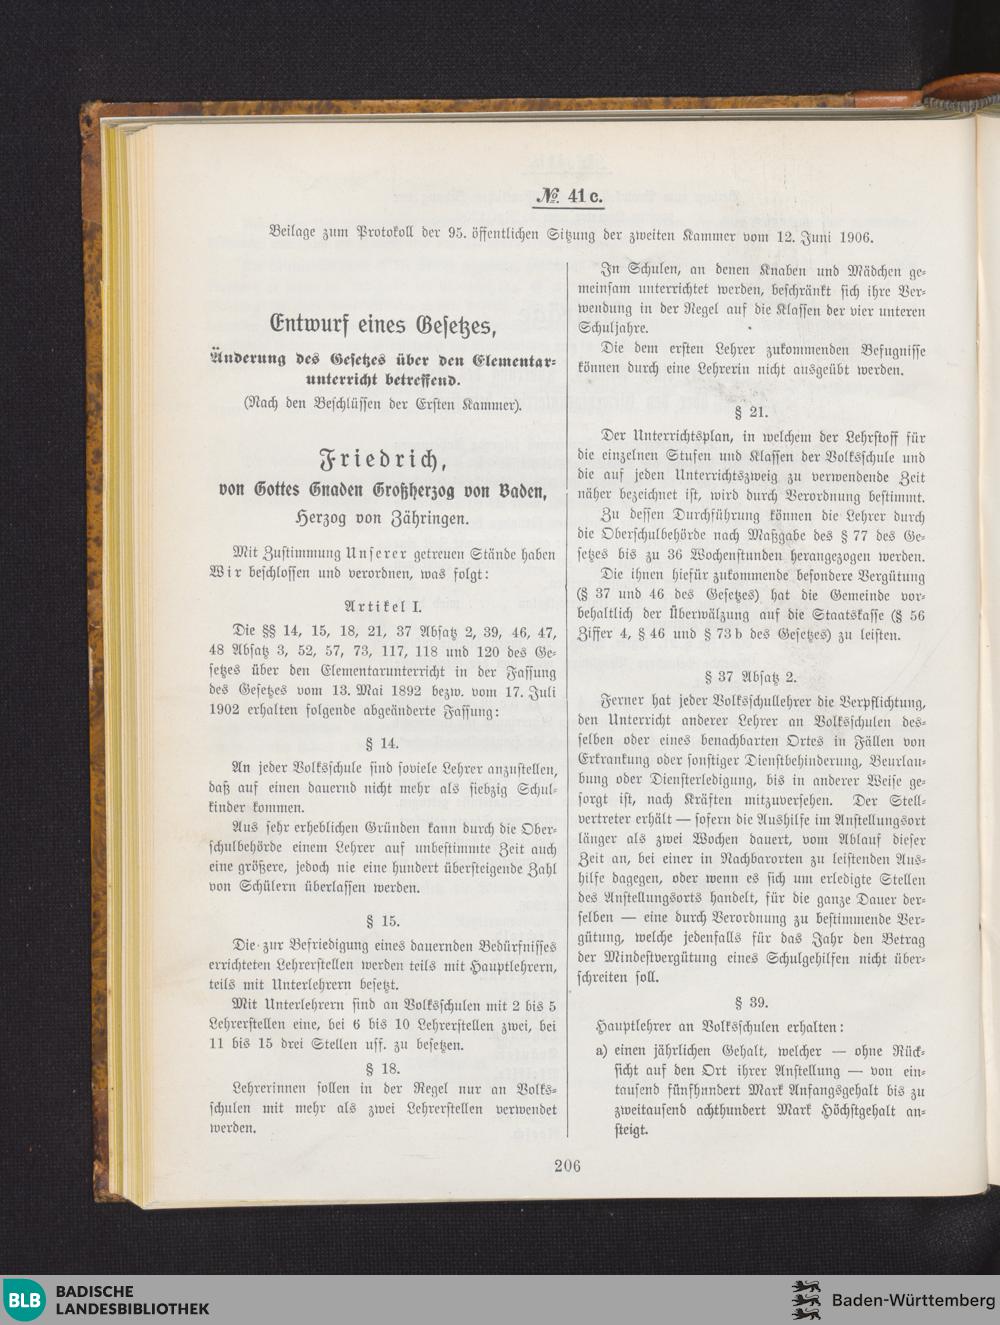 № 41c.
Beilage zum Protokoll der 95. öffentlichen Sitzung der zweiten Kammer vom 12. Juni 1906.
Entwurf eines Gesetzes,
Änderung des Gesetzes über den Elementar-
unterricht betreffend.
(Nach den Beschlüssen der Ersten Kammer).
Friedrich,
von Gottes Gnaden Großherzog von Baden,
Herzog von Zähringen.
Mit Zustimmung Unserer getreuen Stände haben
Wir beschlossen und verordnen, was folgt:
Artikel I.
Die §§ 14, 15, 18, 21, 37 Absatz 2, 39, 46, 47,
48 Absatz 3, 52, 57, 73, 117, 118 und 120 des Ge-
setzes über den Elementarunterricht in der Fassung
des Gesetzes vom 13. Mai 1892 bezw. vom 17. Juli
1902 erhalten folgende abgeänderte Fassung:
§ 14.
An jeder Volksschule sind soviele Lehrer anzustellen,
daß auf einen dauernd nicht mehr als siebzig Schul-
kinder kommen.
Aus sehr erheblichen Gründen kann durch die Ober-
schulbehörde einem Lehrer auf unbestimmte Zeit auch
eine größere, jedoch nie eine hundert übersteigende Zahl
von Schülern überlassen werden.
§ 15.
Die zur Befriedigung eines dauernden Bedürfnisses
errichteten Lehrerstellen werden teils mit Hauptlehrern,
teils mit Unterlehrern besetzt.
Mit Unterlehrern sind an Volksschulen mit 2 bis 5
Lehrerstellen eine, bei 6 bis 10 Lehrerstellen zwei, bei
11 bis 15 drei Stellen usf. zu besetzen.
§ 18.
Lehrerinnen sollen in der Regel nur an Volks-
schulen mit mehr als zwei Lehrerstellen verwendet
werden.
In Schulen, an denen Knaben und Mädchen ge-
meinsam unterrichtet werden, beschränkt sich ihre Ver-
wendung in der Regel auf die Klassen der vier unteren
Schuljahre.
Die dem ersten Lehrer zukommenden Befugnisse
können durch eine Lehrerin nicht ausgeübt werden.
§ 21.
Der Unterrichtsplan, in welchem der Lehrstoff für
die einzelnen Stufen und Klassen der Volksschule und
die auf jeden Unterrichtszweig zu verwendende Zeit
näher bezeichnet ist, wird durch Verordnung bestimmt.
Zu dessen Durchführung können die Lehrer durch
die Oberschulbehörde nach Maßgabe des § 77 des Ge-
setzes bis zu 36 Wochenstunden herangezogen werden.
Die ihnen hiefür zukommende besondere Vergütung
(§ 37 und 46 des Gesetzes) hat die Gemeinde vor-
behaltlich der Überwälzung auf die Staatskasse (§ 56
Ziffer 4, § 46 und § 73b des Gesetzes) zu leisten.
§ 37 Absatz 2.
Ferner hat jeder Volksschullehrer die Verpflichtung,
den Unterricht anderer Lehrer an Volksschulen des-
selben oder eines benachbarten Ortes in Fällen von
Erkrankung oder sonstiger Dienstbehinderung, Beurlau-
bung oder Diensterledigung, bis in anderer Weise ge-
sorgt ist, nach Kräften mitzuversehen. Der Stell-
vertreter erhält — sofern die Aushilfe im Anstellungsort
länger als zwei Wochen dauert, vom Ablauf dieser
Zeit an, bei einer in Nachbarorten zu leistenden Aus-
hilfe dagegen, oder wenn es sich um erledigte Stellen
des Anstellungsorts handelt, für die ganze Dauer der-
selben — eine durch Verordnung zu bestimmende Ver-
gütung, welche jedenfalls für das Jahr den Betrag
der Mindestvergütung eines Schulgehilfen nicht über-
schreiten soll.
§ 39.
Hauptlehrer an Volksschulen erhalten:
a) einen jährlichen Gehalt, welcher — ohne Rück-
sicht auf den Ort ihrer Anstellung — von ein-
tausend fünfhundert Mark Anfangsgehalt bis zu
zweitausend achthundert Mark Höchstgehalt an-
steigt.
206
BLB
BADISCHE
LANDESBIBLIOTHEK
Baden-Württemberg